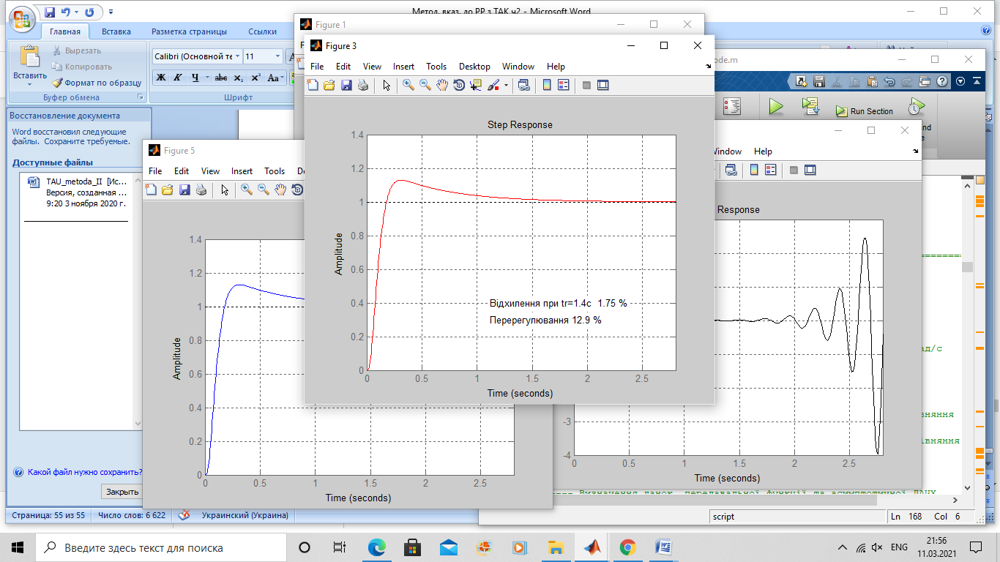 Метод. вказ. до РР з ТАК ч2 - Microsoft Word
Главная Вставка Разметка страницы Ссылки
Вставить
Вырезать
Копировать
Формат по образцу
Буфер обмена
Calibri (Основной те 11
Ж К Ч abc x₂ x² Aa
Шрифт
Восстановление документа
Word восстановил следующие
файлы. Сохраните требуемые.
Доступные файлы
TAU_metoda_II [Ис...
Версия, созданная ...
9:20 3 ноября 2020 г.
Какой файл нужно сохранить?
Закрыть
Страница: 55 из 55 Число слов: 6 622 Украинский (Украина)
Figure 1
Figure 3
File Edit View Insert Tools Desktop Window Help
Step Response
1.4
1.2
1
0.8
0.6
0.4
0.2
0
Amplitude
Відхилення при tr=1.4с 1.75 %
Перерегулювання 12.9 %
0 0.5 1 1.5 2 2.5
Time (seconds)
Figure 5
File Edit View Insert Tools
1.4
1.2
1
0.8
0.6
0.4
0.2
0
Amplitude
0 0.5 1 1.5 2 2.5
Time (seconds)
Window Help
Response
-3
-4
0 0.5 1 1.5 2 2.5
Time (seconds)
ode.m
Run Section
nd
ад/с
вняння
івняння
Визначення ланок, передавальної функції та асимптотичної ЛАЧХ
script Ln 168 Col 6
Введите здесь текст для поиска
ENG
21:56
11.03.2021